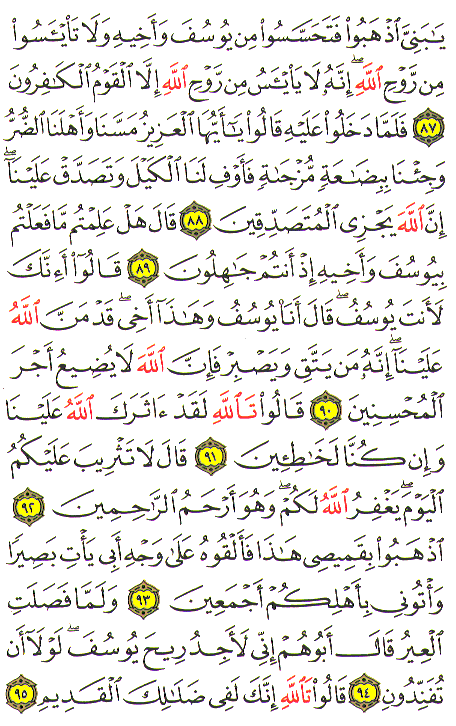 يَٰبَنِيَّ ٱذۡهَبُواْ فَتَحَسَّسُواْ مِن يُوسُفَ وَأَخِيهِ وَلَا تَاْيۡـَٔسُواْ
مِن رَّوۡحِ ٱللَّهِۖ إِنَّهُۥ لَا يَاْيۡـَٔسُ مِن رَّوۡحِ ٱللَّهِ إِلَّا ٱلۡقَوۡمُ ٱلۡكَٰفِرُونَ
٨٧ فَلَمَّا دَخَلُواْ عَلَيۡهِ قَالُواْ يَٰٓأَيُّهَا ٱلۡعَزِيزُ مَسَّنَا وَأَهۡلَنَا ٱلضُّرُّ
وَجِئۡنَا بِبِضَٰعَةٖ مُّزۡجَىٰةٖ فَأَوۡفِ لَنَا ٱلۡكَيۡلَ وَتَصَدَّقۡ عَلَيۡنَآۖ
إِنَّ ٱللَّهَ يَجۡزِي ٱلۡمُتَصَدِّقِينَ ٨٨ قَالَ هَلۡ عَلِمۡتُم مَّا فَعَلۡتُم
بِيُوسُفَ وَأَخِيهِ إِذۡ أَنتُمۡ جَٰهِلُونَ ٨٩ قَالُوٓاْ أَءِنَّكَ
لَأَنتَ يُوسُفُۖ قَالَ أَنَا۠ يُوسُفُ وَهَٰذَآ أَخِيۖ قَدۡ مَنَّ ٱللَّهُ
عَلَيۡنَآۖ إِنَّهُۥ مَن يَتَّقِ وَيَصۡبِرۡ فَإِنَّ ٱللَّهَ لَا يُضِيعُ أَجۡرَ
ٱلۡمُحۡسِنِينَ ٩٠ قَالُواْ تَٱللَّهِ لَقَدۡ ءَاثَرَكَ ٱللَّهُ عَلَيۡنَا
وَإِن كُنَّا لَخَٰطِـِٔينَ ٩١ قَالَ لَا تَثۡرِيبَ عَلَيۡكُمُ
ٱلۡيَوۡمَۖ يَغۡفِرُ ٱللَّهُ لَكُمۡۖ وَهُوَ أَرۡحَمُ ٱلرَّٰحِمِينَ ٩٢
ٱذۡهَبُواْ بِقَمِيصِي هَٰذَا فَأَلۡقُوهُ عَلَىٰ وَجۡهِ أَبِي يَأۡتِ بَصِيرٗا
وَأۡتُونِي بِأَهۡلِكُمۡ أَجۡمَعِينَ ٩٣ وَلَمَّا فَصَلَتِ
ٱلۡعِيرُ قَالَ أَبُوهُمۡ إِنِّي لَأَجِدُ رِيحَ يُوسُفَۖ لَوۡلَآ أَن
تُفَنِّدُونِ ٩٤ قَالُواْ تَٱللَّهِ إِنَّكَ لَفِي ضَلَٰلِكَ ٱلۡقَدِيمِ ٩٥